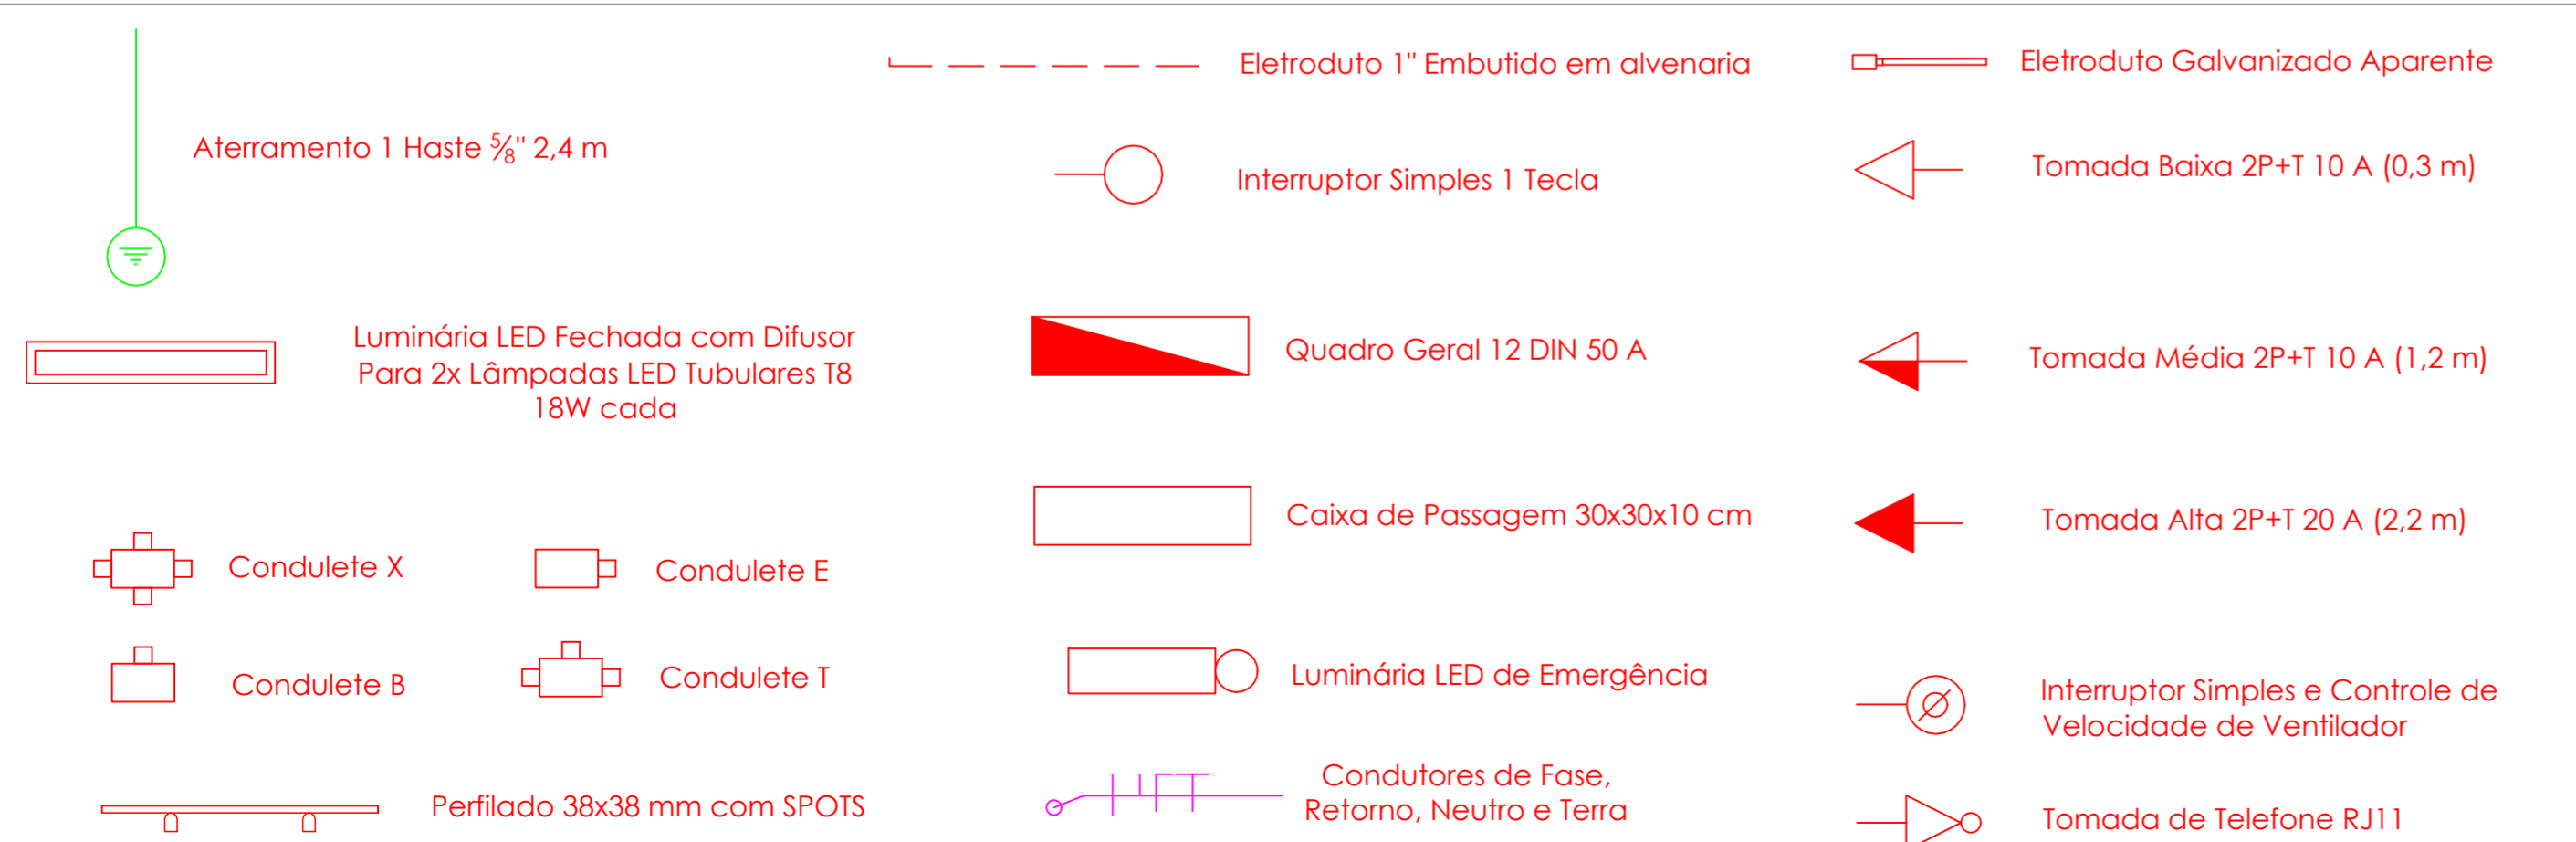 Aterramento 1 Haste ⅝" 2,4 m
Luminária LED Fechada com Difusor
Para 2x Lâmpadas LED Tubulares T8
18W cada
Condulete X
Condulete E
Condulete B
Condulete T
Perfilado 38x38 mm com SPOTS
Eletroduto 1" Embutido em alvenaria
Interruptor Simples 1 Tecla
Quadro Geral 12 DIN 50 A
Caixa de Passagem 30x30x10 cm
Luminária LED de Emergência
Condutores de Fase,
Retorno, Neutro e Terra
Eletroduto Galvanizado Aparente
Tomada Baixa 2P+T 10 A (0,3 m)
Tomada Média 2P+T 10 A (1,2 m)
Tomada Alta 2P+T 20 A (2,2 m)
Interruptor Simples e Controle de
Velocidade de Ventilador
Tomada de Telefone RJ11